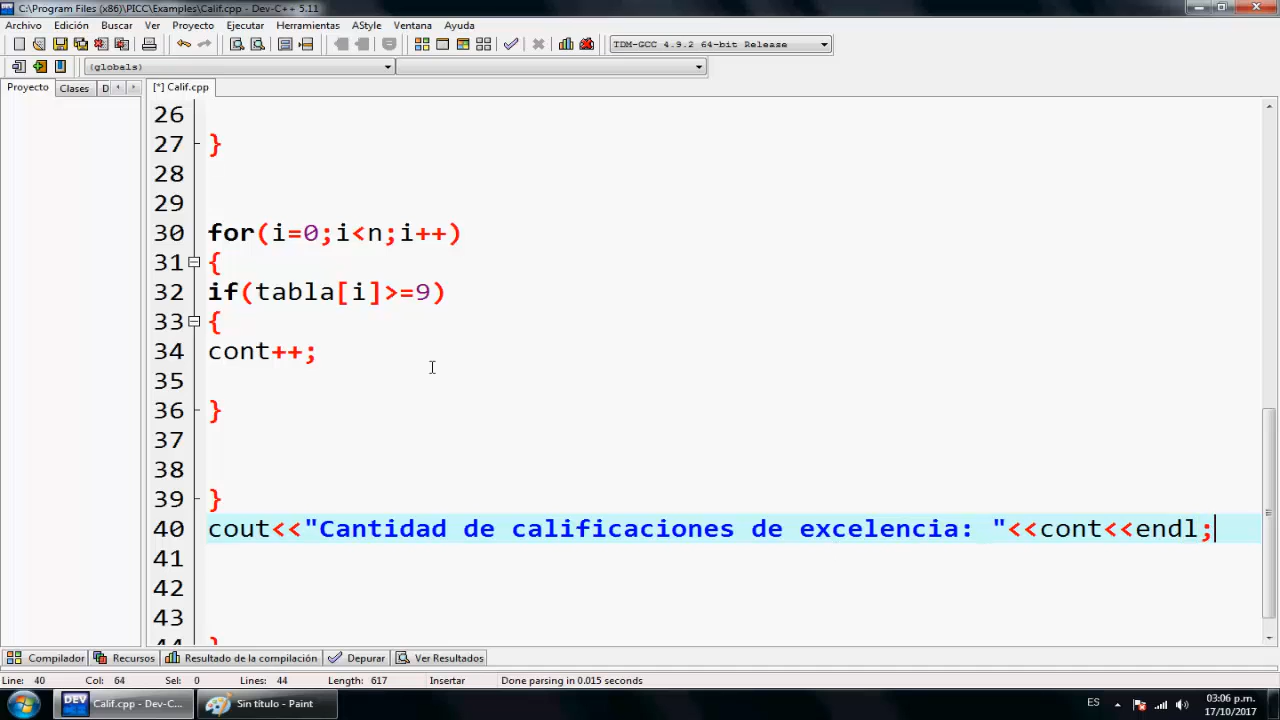 C:\Program Files (x86)\PICC\Examples\Calif.cpp - Dev-C++ 5.11
Archivo Edición Buscar Ver Proyecto Ejecutar Herramientas AStyle Ventana Ayuda
TDM-GCC 4.9.2 64-bit Release
(globals)
Proyecto Clases D [*] Calif.cpp
26
27 }
28
29
30 for(i=0;i<n;i++)
31 {
32 if(tabla[i]>=9)
33 {
34 cont++;
35
36 }
37
38
39 }
40 cout<<"Cantidad de calificaciones de excelencia: "<<cont<<endl;
41
42
43
44 }
Compilador Recursos Resultado de la compilación Depurar Ver Resultados
Line: 40 Col: 64 Sel: 0 Lines: 44 Length: 617 Insertar Done parsing in 0.015 seconds
DEV Calif.cpp - Dev-C... Sin título - Paint ES 03:06 p.m.
17/10/2017